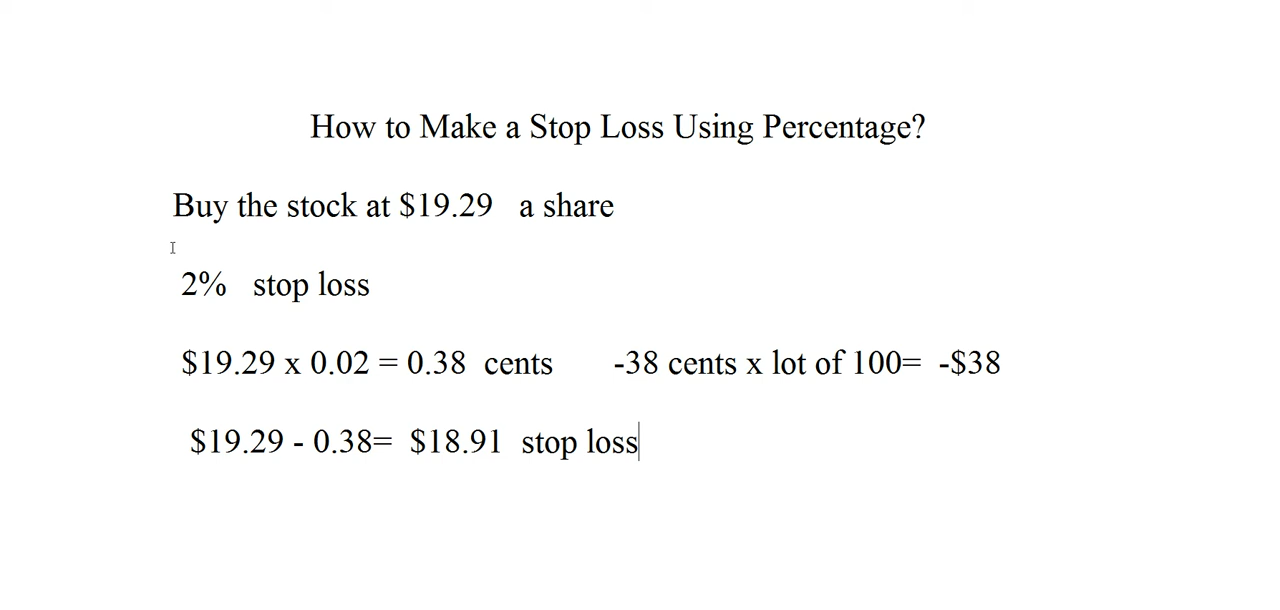 How to Make a Stop Loss Using Percentage?
Buy the stock at $19.29 a share
2% stop loss
$19.29 x 0.02 = 0.38 cents -38 cents x lot of 100= -$38
$19.29 - 0.38= $18.91 stop loss